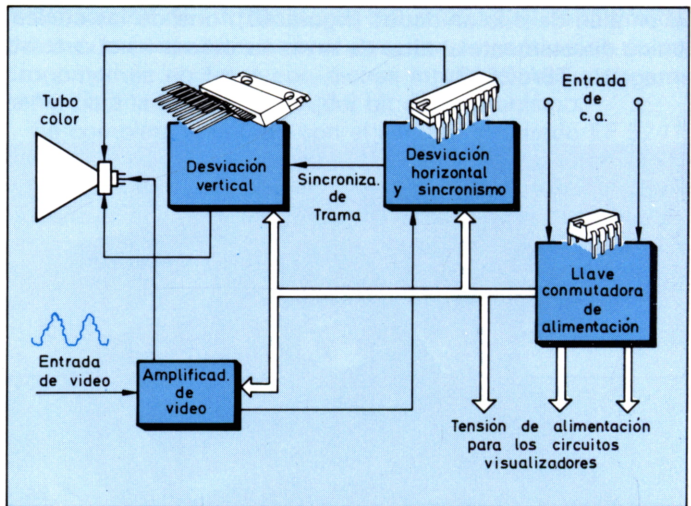 Tubo
color
Desviación
vertical
Sincroniza.
de
Trama
Desviación
horizontal
y sincronismo
Entrada
de
c. a.
Llave
conmutadora
de
alimentación
Entrada
de video
Amplificad.
de
video
Tensión de alimentación
para los circuitos
visualizadores